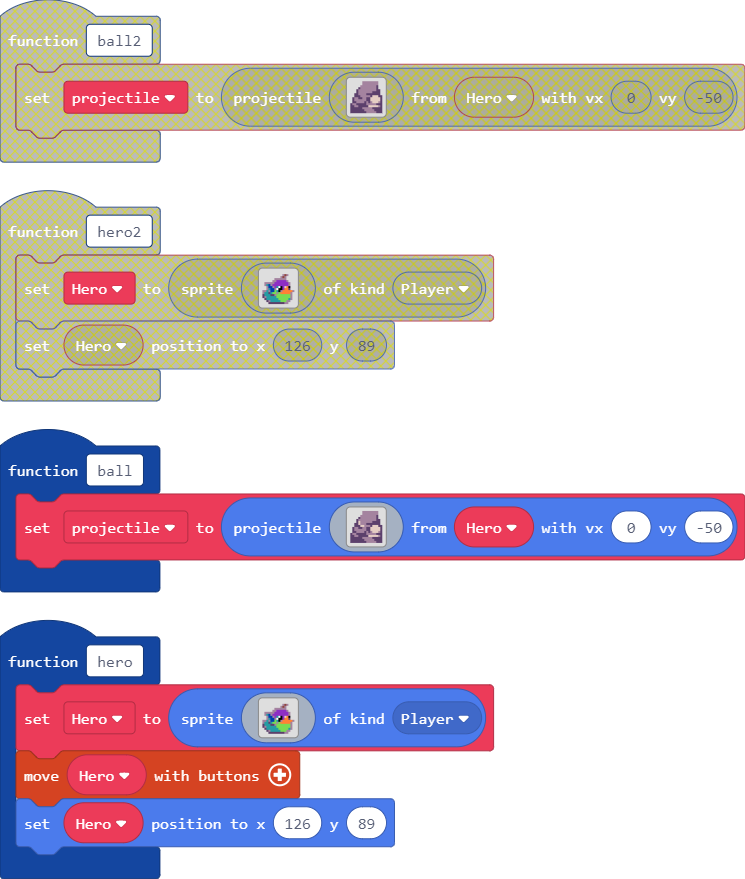 function ball2
set projectile to projectile from Hero with vx 0 vy -50
function hero2
set Hero to sprite of kind Player
set Hero position to x 126 y 89
function ball
set projectile to projectile from Hero with vx 0 vy -50
function hero
set Hero to sprite of kind Player
move Hero with buttons
set Hero position to x 126 y 89